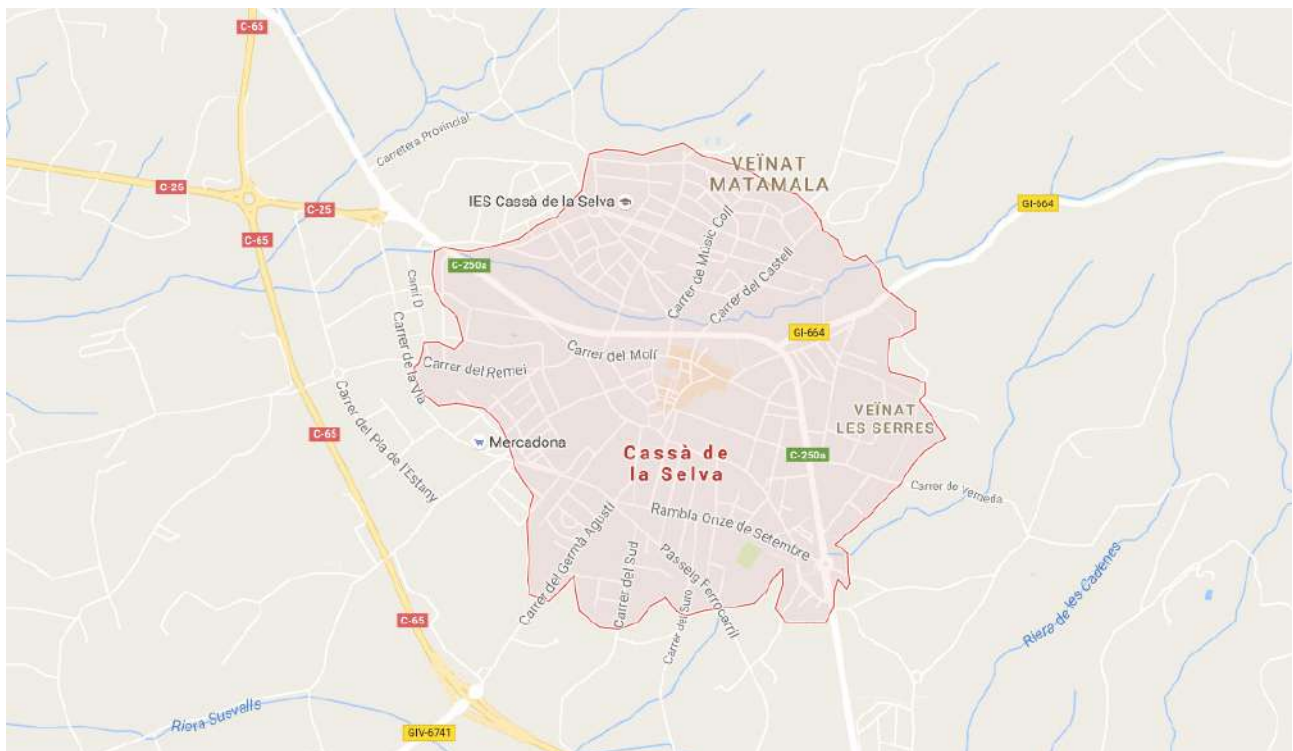 C-65
Carretera Provincial
VEÏNAT
MATAMALA
C-25
IES Cassà de la Selva
C-25
GI-664
C-65
Carrer de Músic Coll
C-250a
Carrer del Castell
Camí D
GI-664
Carrer del Molí
Carrer de la Via
Carrer del Remei
VEÏNAT
LES SERRES
C-65
Mercadona
Carrer del Pla de l'Estany
Cassà de
la Selva
C-250a
Carrer de Verneda
Rambla Onze de Setembre
Carrer del Germà Agustí
Carrer del Sud
Passeig Ferrocarril
Carrer del Suro
Riera de les Cadenes
C-65
Riera Susvalls
GIV-6741